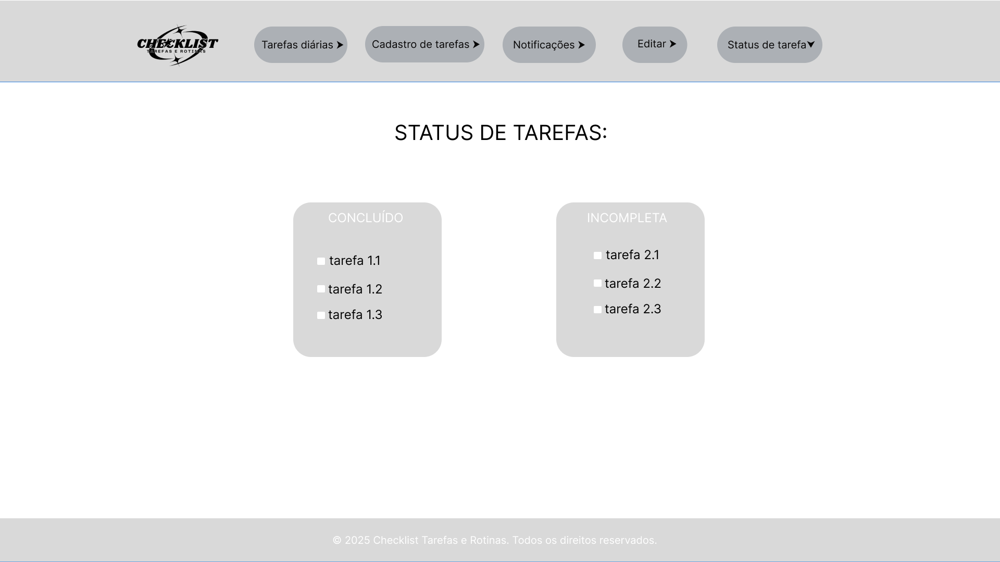 CHECKLIST
TAREFAS E ROTINAS
Tarefas diárias
Cadastro de tarefas
Notificações
Editar
Status de tarefa
STATUS DE TAREFAS:
CONCLUÍDO
tarefa 1.1
tarefa 1.2
tarefa 1.3
INCOMPLETA
tarefa 2.1
tarefa 2.2
tarefa 2.3
© 2025 Checklist Tarefas e Rotinas. Todos os direitos reservados.